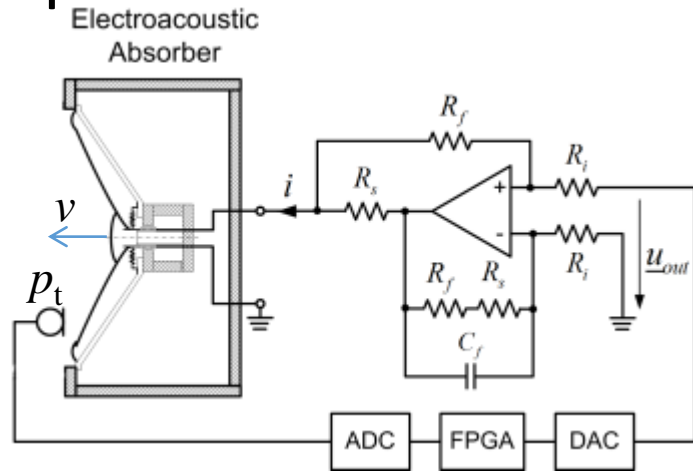 Electroacoustic
Absorber
R_f
R_i
R_s
i
v
+
-
R_i
u_out
p_t
R_f R_s
C_f
ADC FPGA DAC